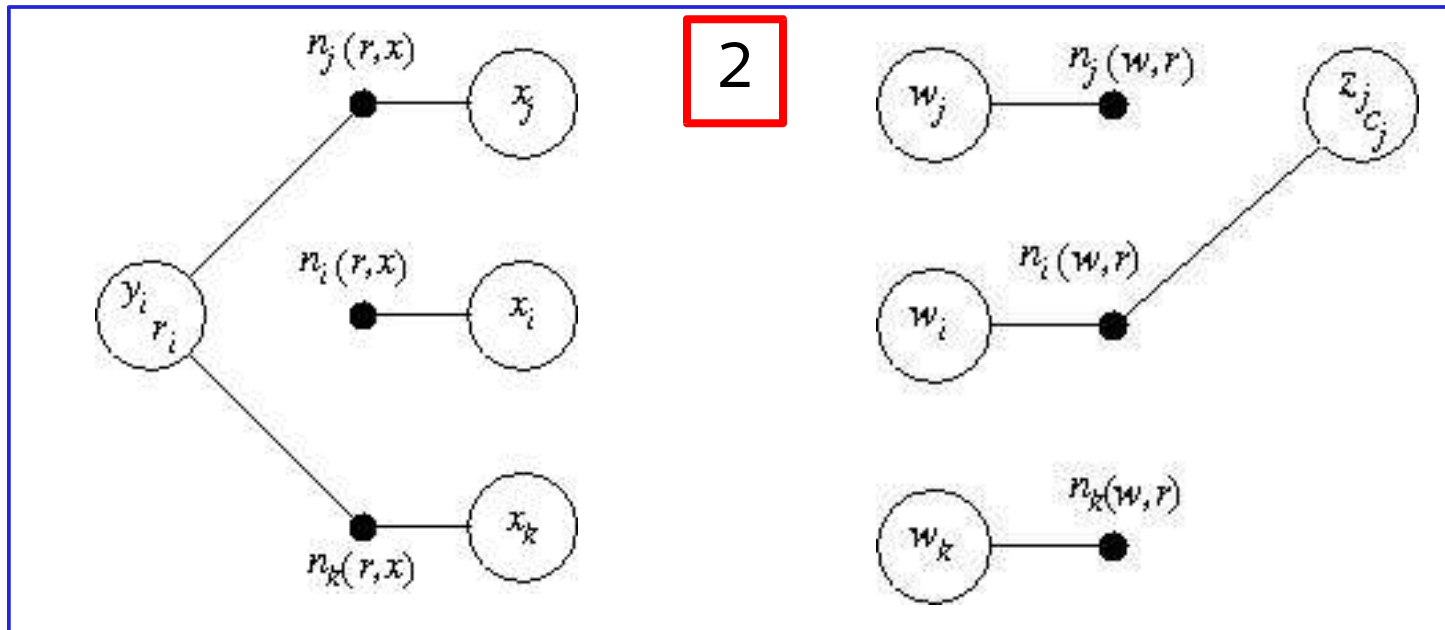 n_j(r,x)
x_j
2
w_j
n_j(w,r)
z_j c_j
n_i(r,x)
y_i r_i
x_i
w_i
n_i(w,r)
x_k
n_k(r,x)
w_k
n_k(w,r)